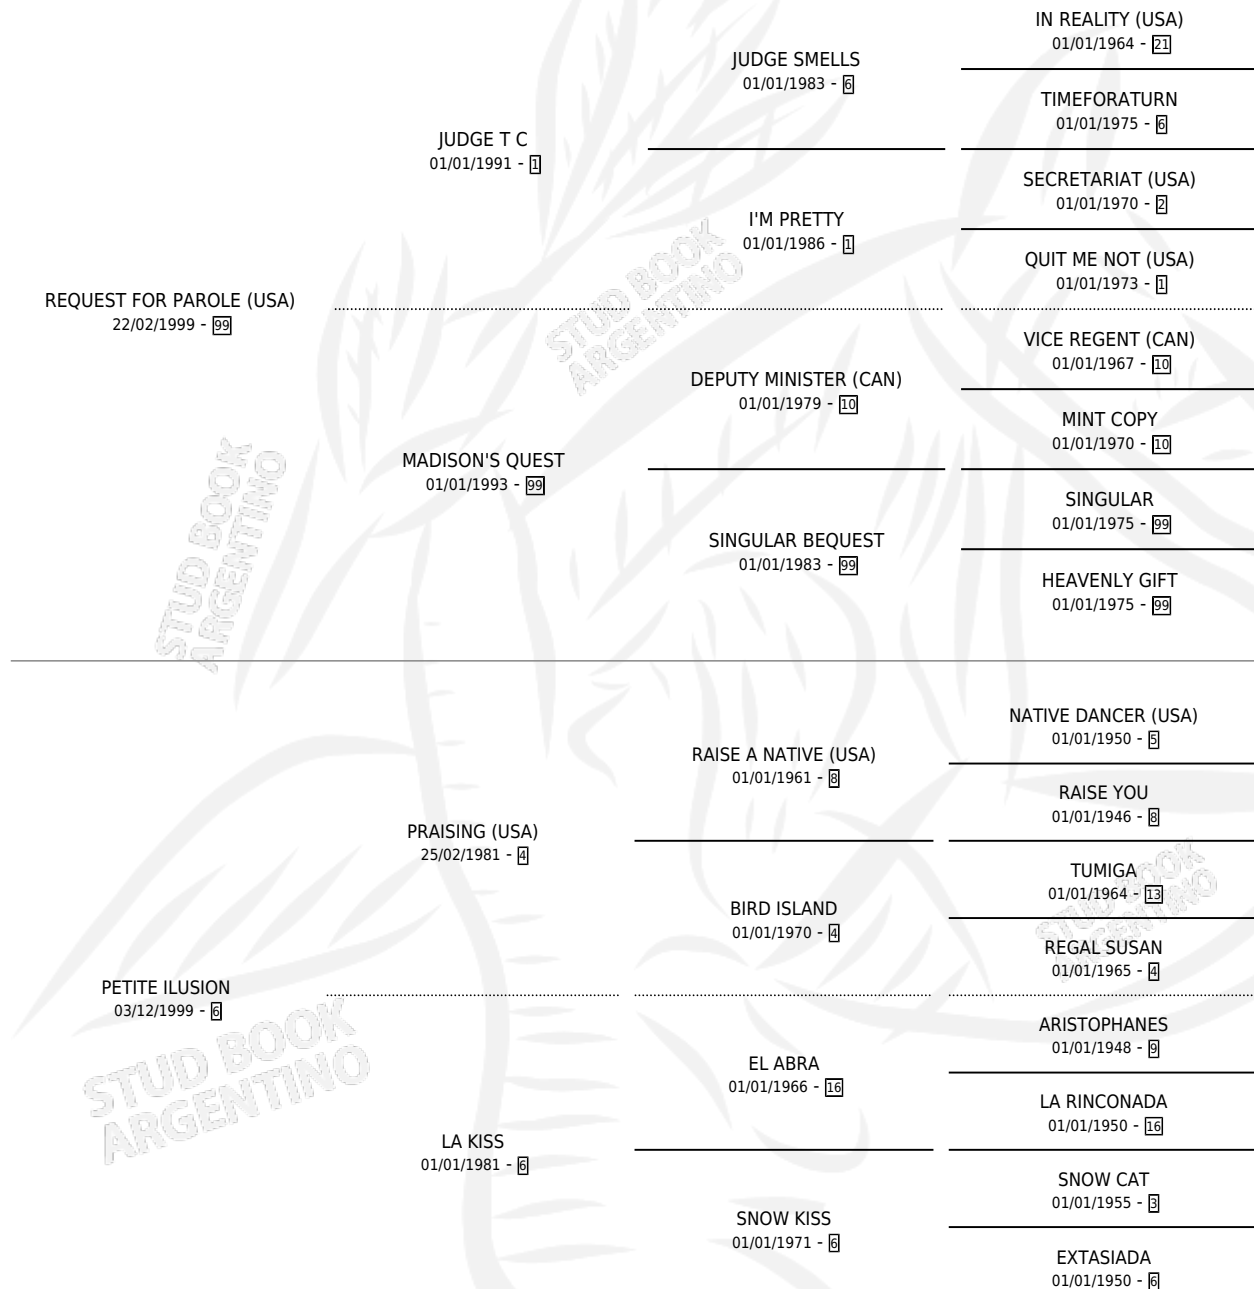 REQUEST FOR PAROLE (USA)
22/02/1999 - 99
JUDGE T C
01/01/1991 - 1
MADISON'S QUEST
01/01/1993 - 99
JUDGE SMELLS
01/01/1983 - 6
I'M PRETTY
01/01/1986 - 1
DEPUTY MINISTER (CAN)
01/01/1979 - 10
SINGULAR BEQUEST
01/01/1983 - 99
IN REALITY (USA)
01/01/1964 - 21
TIMEFORATURN
01/01/1975 - 6
SECRETARIAT (USA)
01/01/1970 - 2
QUIT ME NOT (USA)
01/01/1973 - 1
VICE REGENT (CAN)
01/01/1967 - 10
MINT COPY
01/01/1970 - 10
SINGULAR
01/01/1975 - 99
HEAVENLY GIFT
01/01/1975 - 99
PETITE ILUSION
03/12/1999 - 6
PRAISING (USA)
25/02/1981 - 4
LA KISS
01/01/1981 - 6
RAISE A NATIVE (USA)
01/01/1961 - 8
BIRD ISLAND
01/01/1970 - 4
EL ABRA
01/01/1966 - 16
SNOW KISS
01/01/1971 - 6
NATIVE DANCER (USA)
01/01/1950 - 5
RAISE YOU
01/01/1946 - 8
TUMIGA
01/01/1964 - 13
REGAL SUSAN
01/01/1965 - 4
ARISTOPHANES
01/01/1948 - 9
LA RINCONADA
01/01/1950 - 16
SNOW CAT
01/01/1955 - 3
EXTASIADA
01/01/1950 - 6
STUD BOOK
ARGENTINO
STUD BOOK
ARGENTINO
STUD BOOK
ARGENTINO
STUD BOOK
ARGENTINO